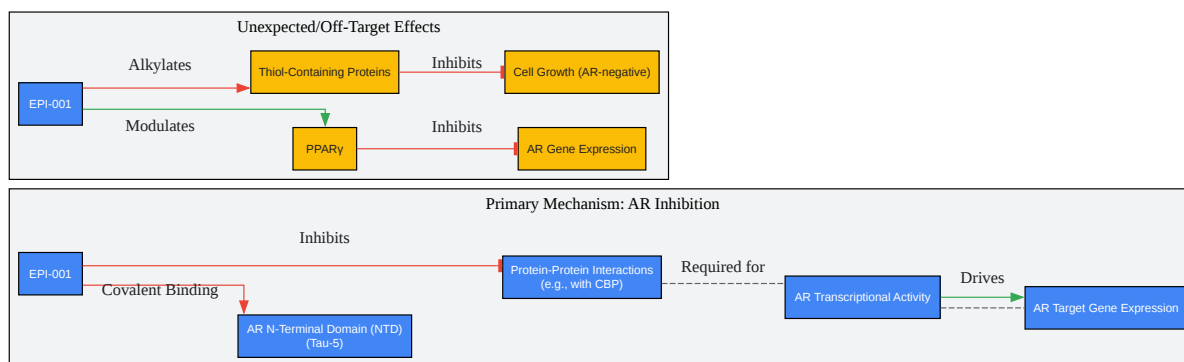 Unexpected/Off-Target Effects
Alkylates
Thiol-Containing Proteins
Inhibits
Cell Growth (AR-negative)
EPI-001
Modulates
PPARγ
Inhibits
AR Gene Expression
Primary Mechanism: AR Inhibition
EPI-001
Inhibits
Covalent Binding
AR N-Terminal Domain (NTD)
(Tau-5)
Protein-Protein Interactions
(e.g., with CBP)
Required for
AR Transcriptional Activity
Drives
AR Target Gene Expression